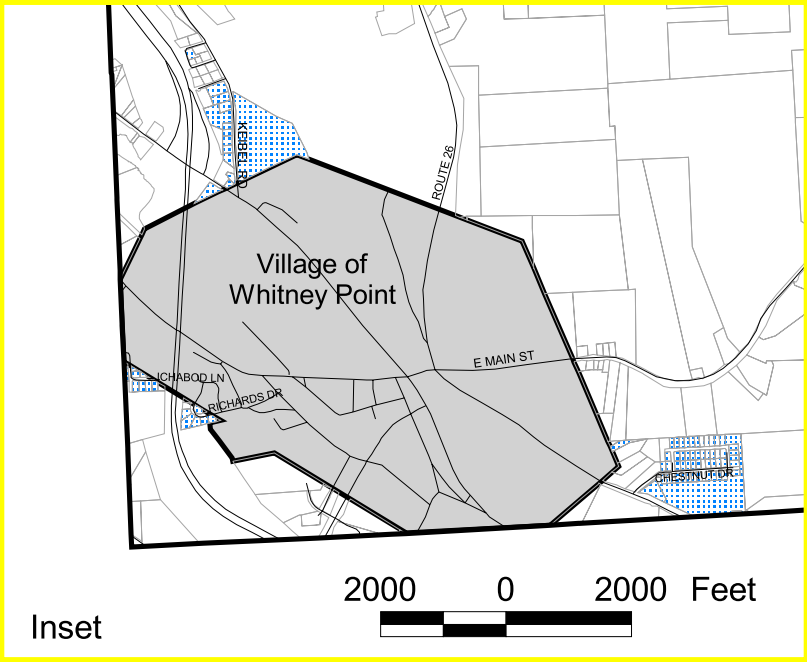 KEIBEL RD
ROUTE 26
Village of
Whitney Point
E MAIN ST
ICHABOD LN
RICHARDS DR
CHESTNUT DR
2000 0 2000 Feet
Inset